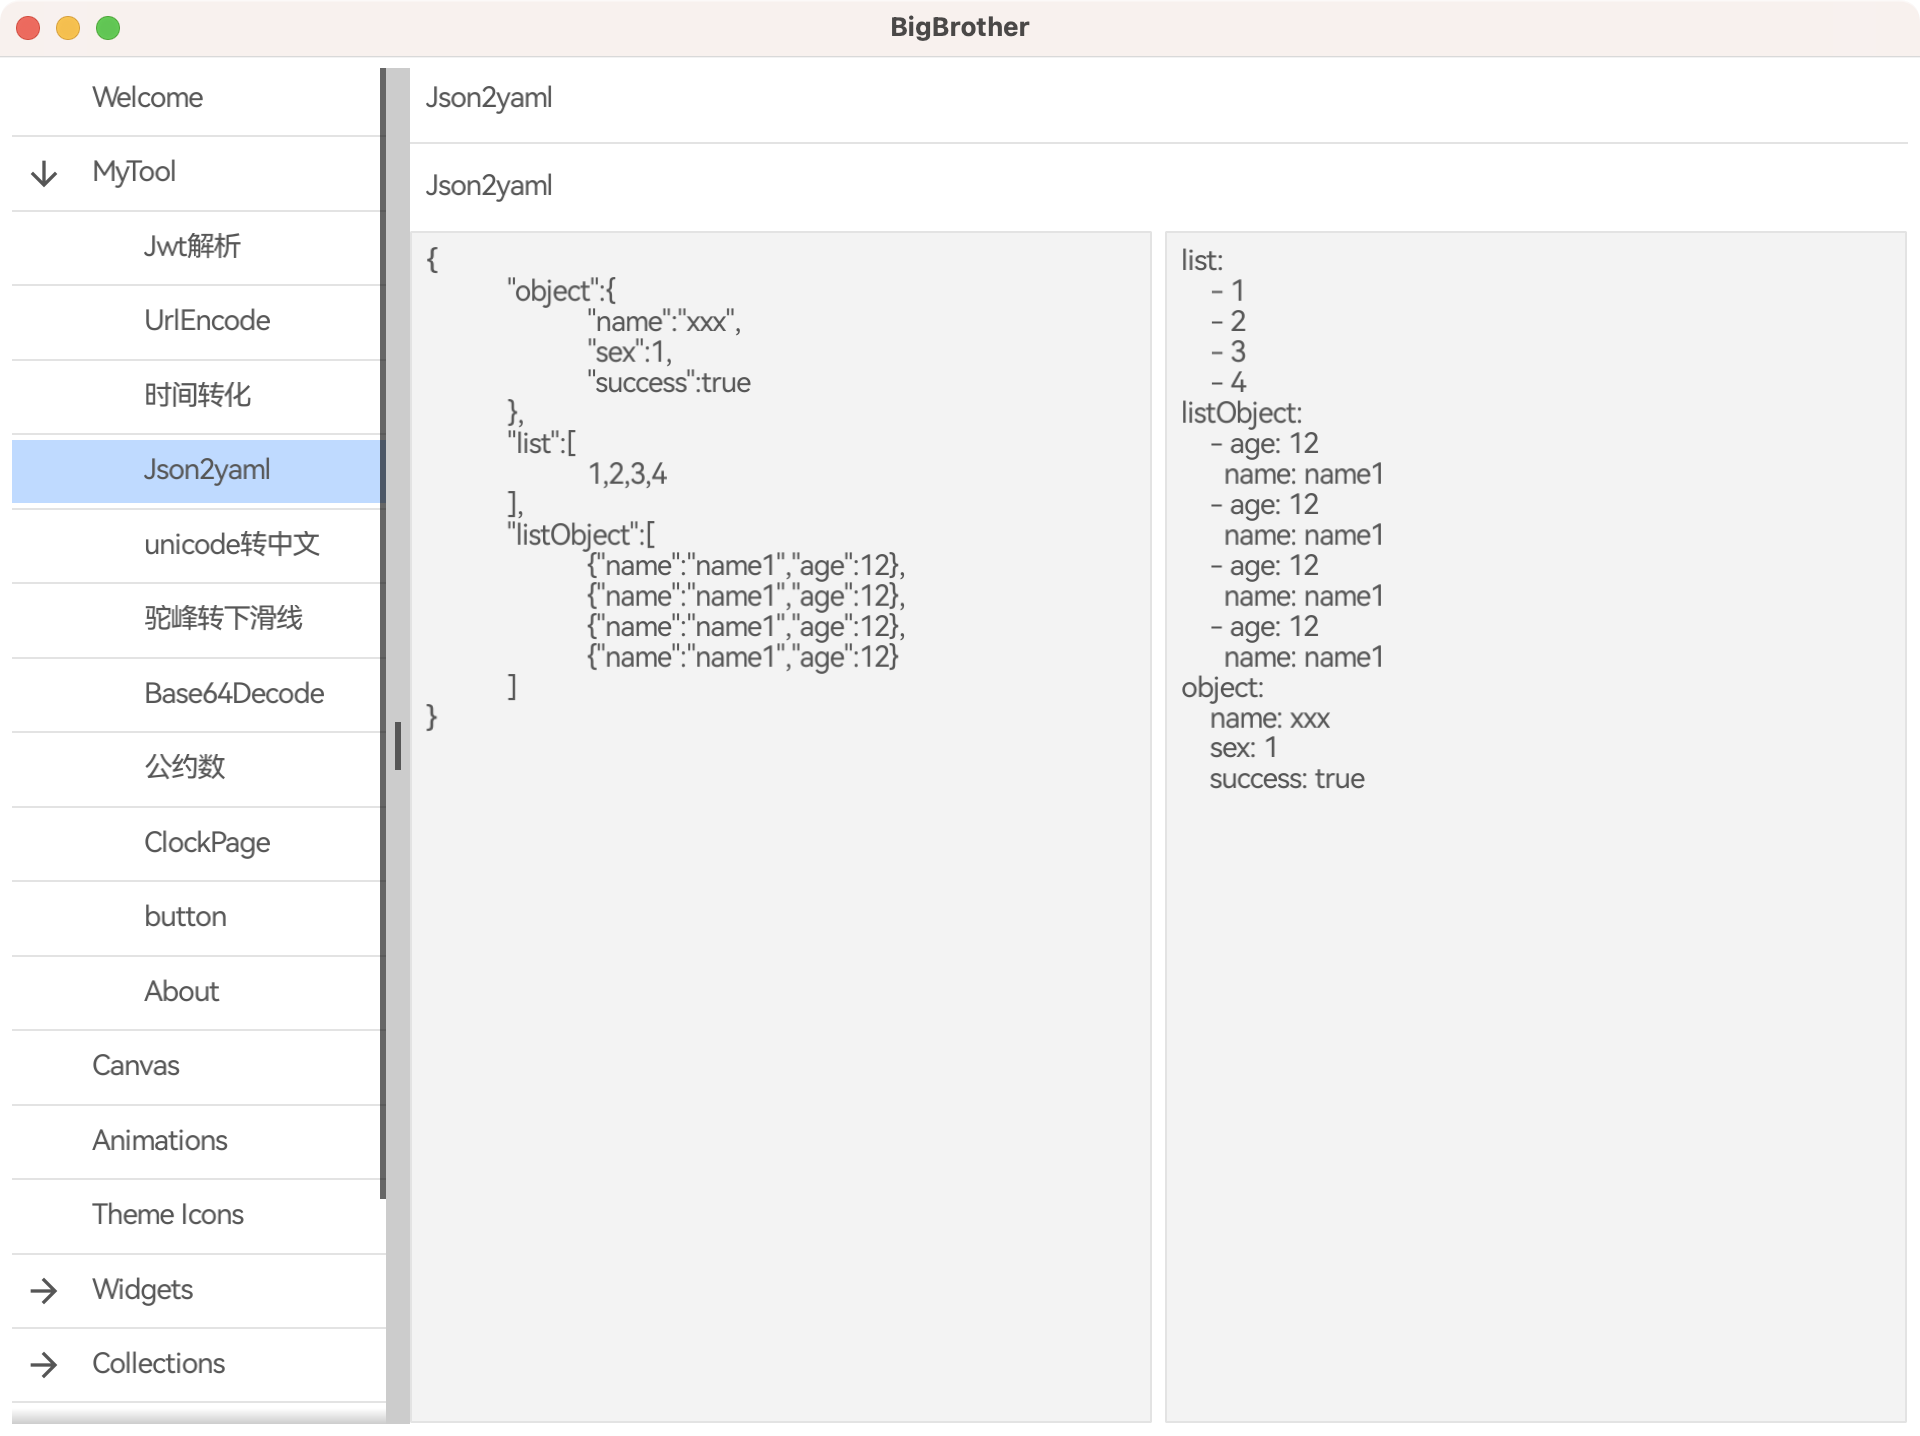 BigBrother
Welcome
MyTool
Jwt解析
UrlEncode
时间转化
Json2yaml
unicode转中文
驼峰转下滑线
Base64Decode
公约数
ClockPage
button
About
Canvas
Animations
Theme Icons
Widgets
Collections
Json2yaml
Json2yaml
{
"object":{
"name":"xxx",
"sex":1,
"success":true
},
"list":[
1,2,3,4
],
"listObject":[
{"name":"name1","age":12},
{"name":"name1","age":12},
{"name":"name1","age":12},
{"name":"name1","age":12}
]
}
list:
- 1
- 2
- 3
- 4
listObject:
- age: 12
name: name1
- age: 12
name: name1
- age: 12
name: name1
- age: 12
name: name1
object:
name: xxx
sex: 1
success: true